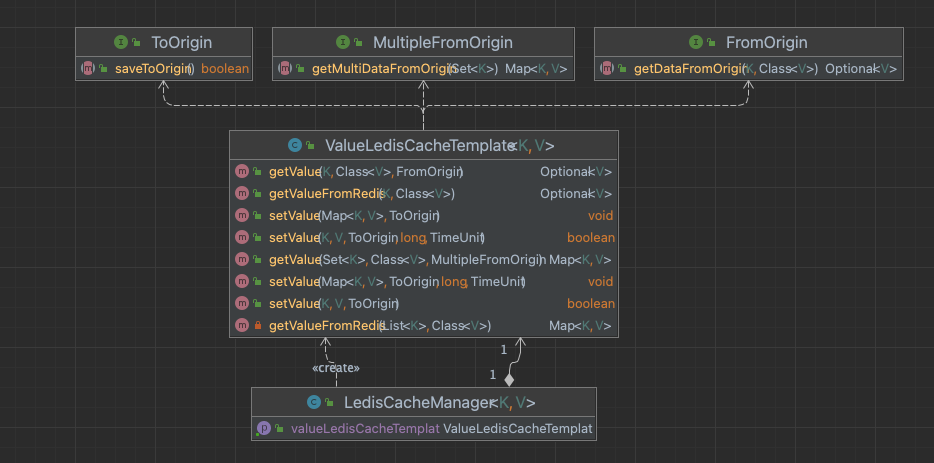 ToOrigin
saveToOrigin() boolean
MultipleFromOrigin
getMultiDataFromOrigin(Set<K>) Map<K, V>
FromOrigin
getDataFromOrigin(K, Class<V>) Optional<V>
ValueLedisCacheTemplate<K, V>
getValue(K, Class<V>, FromOrigin) Optional<V>
getValueFromRedis(K, Class<V>) Optional<V>
setValue(Map<K, V>, ToOrigin) void
setValue(K, V, ToOrigin, long, TimeUnit) boolean
getValue(Set<K>, Class<V>, MultipleFromOrigin) Map<K, V>
setValue(Map<K, V>, ToOrigin, long, TimeUnit) void
setValue(K, V, ToOrigin) boolean
getValueFromRedis(List<K>, Class<V>) Map<K, V>
1
«create»
1
LedisCacheManager<K, V>
valueLedisCacheTemplat ValueLedisCacheTemplat